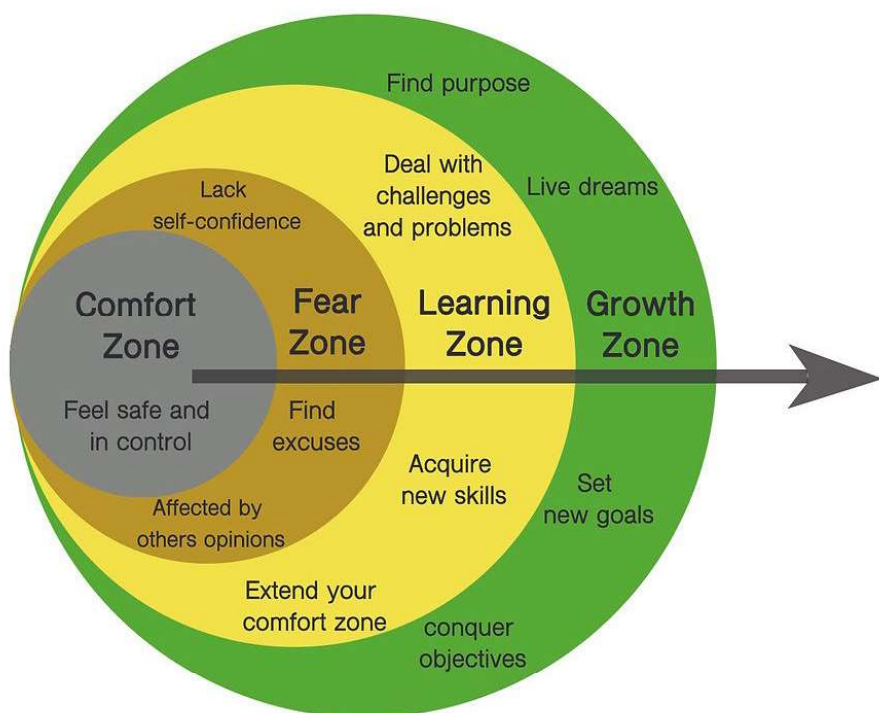 Find purpose
Deal with
challenges
and problems
Live dreams
Lack
self-confidence
Comfort
Zone
Fear
Zone
Learning
Zone
Growth
Zone
Feel safe and
in control
Find
excuses
Affected by
others opinions
Acquire
new skills
Set
new goals
Extend your
comfort zone
conquer
objectives